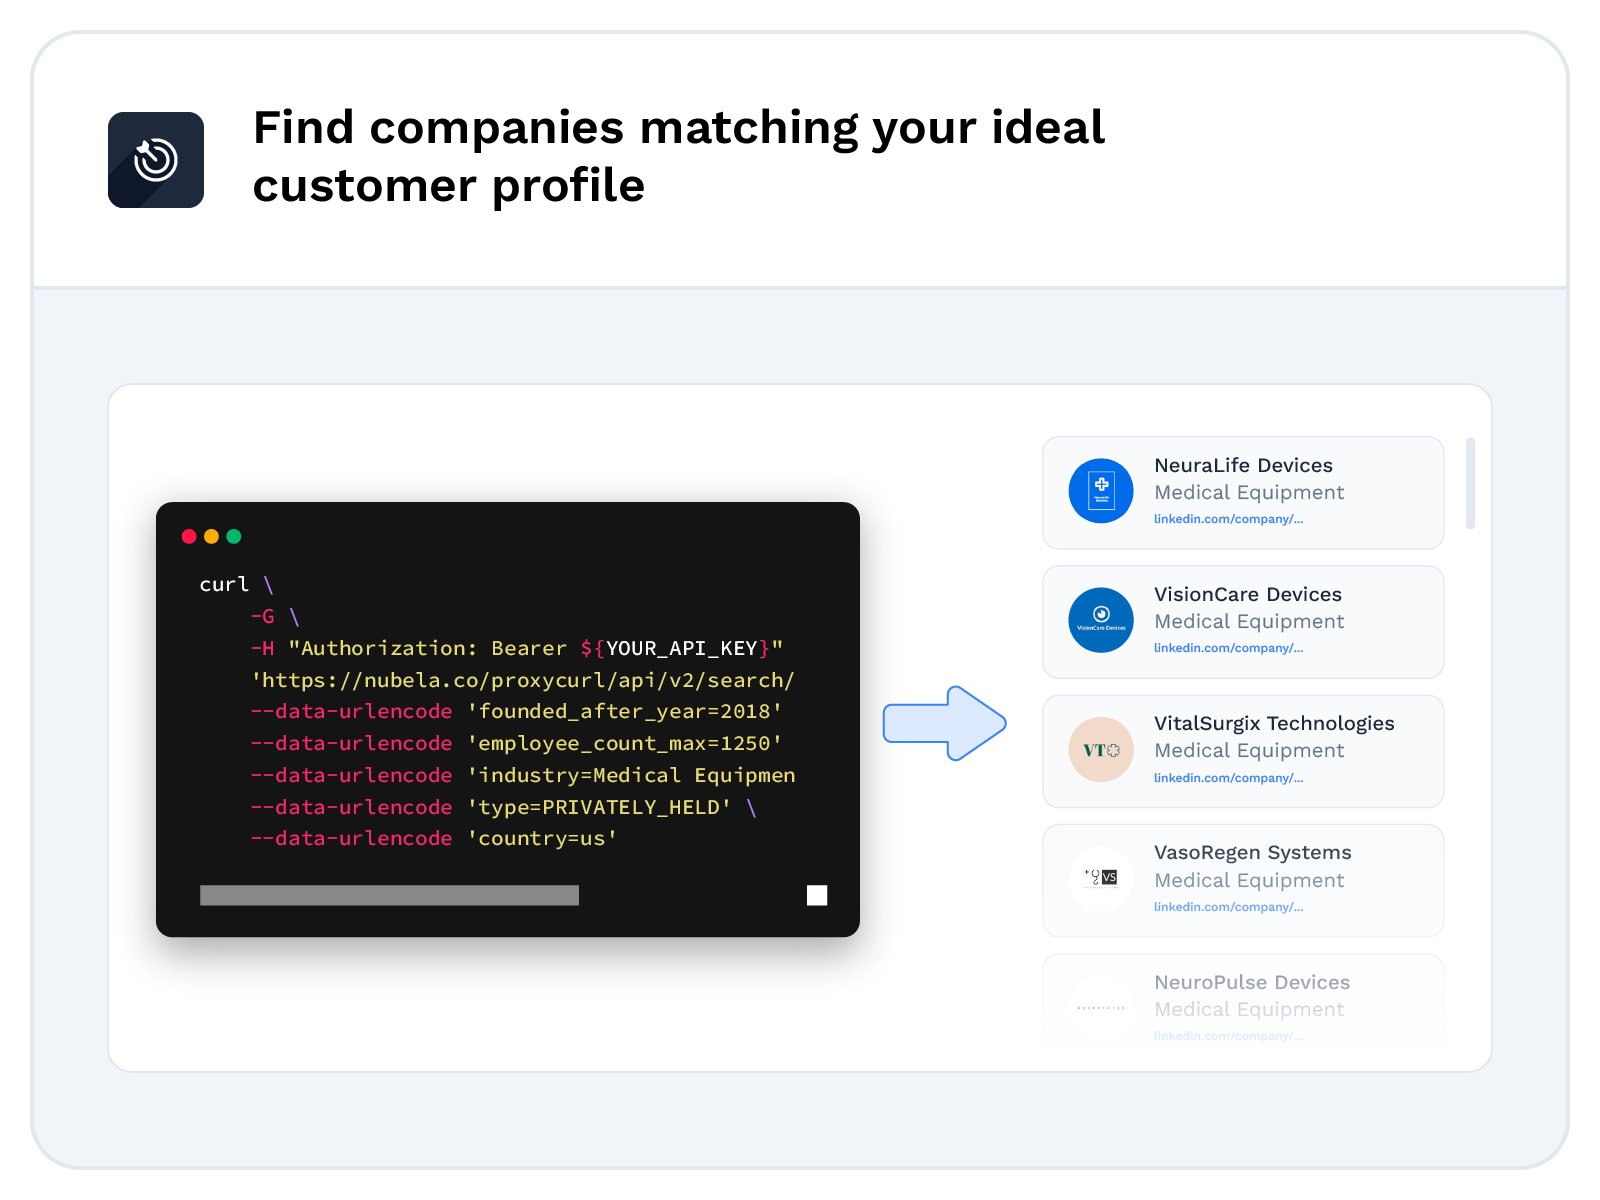 Find companies matching your ideal
customer profile
curl \
-G \
-H "Authorization: Bearer ${YOUR_API_KEY}"
'https://nubela.co/proxycurl/api/v2/search/
--data-urlencode 'founded_after_year=2018'
--data-urlencode 'employee_count_max=1250'
--data-urlencode 'industry=Medical Equipmen
--data-urlencode 'type=PRIVATELY_HELD' \
--data-urlencode 'country=us'
NeuraLife Devices
Medical Equipment
linkedin.com/company/...
NeuraLife
Devices
VisionCare Devices
Medical Equipment
linkedin.com/company/...
VisionCare Devices
VitalSurgix Technologies
Medical Equipment
linkedin.com/company/...
VT
VasoRegen Systems
Medical Equipment
linkedin.com/company/...
VS
NeuroPulse Devices
Medical Equipment
linkedin.com/company/...